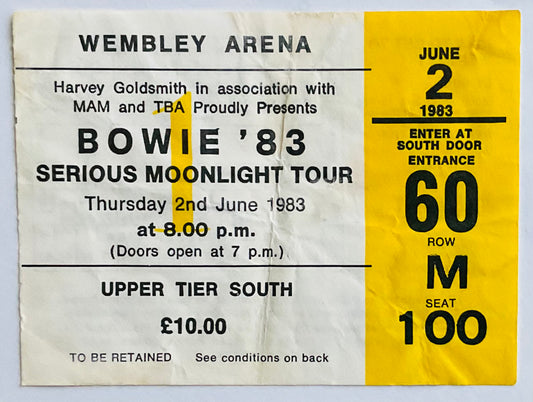 WEMBLEY ARENA
Harvey Goldsmith in association with
MAM and TBA Proudly Presents
1
BOWIE '83
SERIOUS MOONLIGHT TOUR
Thursday 2nd June 1983
at 8.00 p.m.
(Doors open at 7 p.m.)
UPPER TIER SOUTH
£10.00
TO BE RETAINED See conditions on back
JUNE
2
1983
ENTER AT
SOUTH DOOR
ENTRANCE
60
ROW
M
SEAT
100